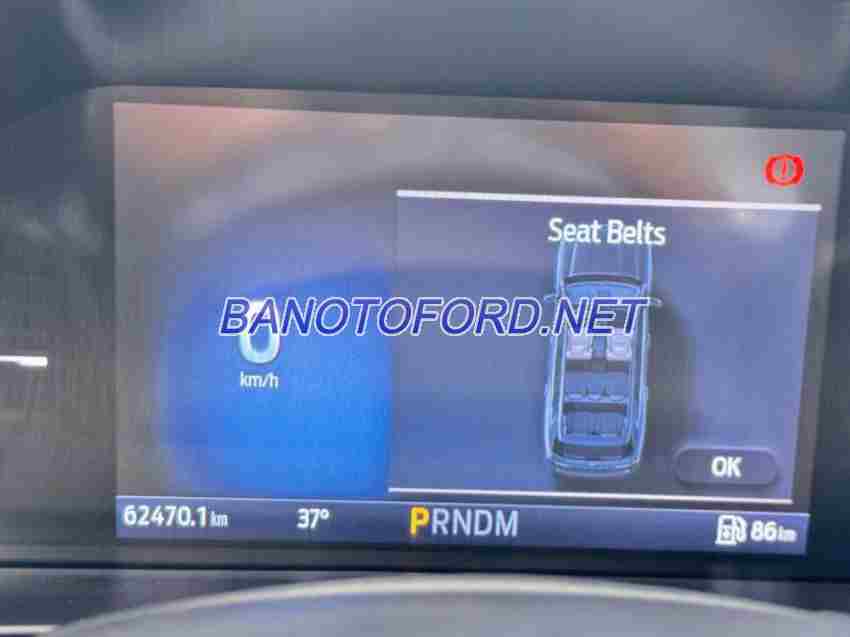 Seat Belts
BANOTOFORD.NET
0
km/h
OK
62470.1 km 37° PRNDM 86 km